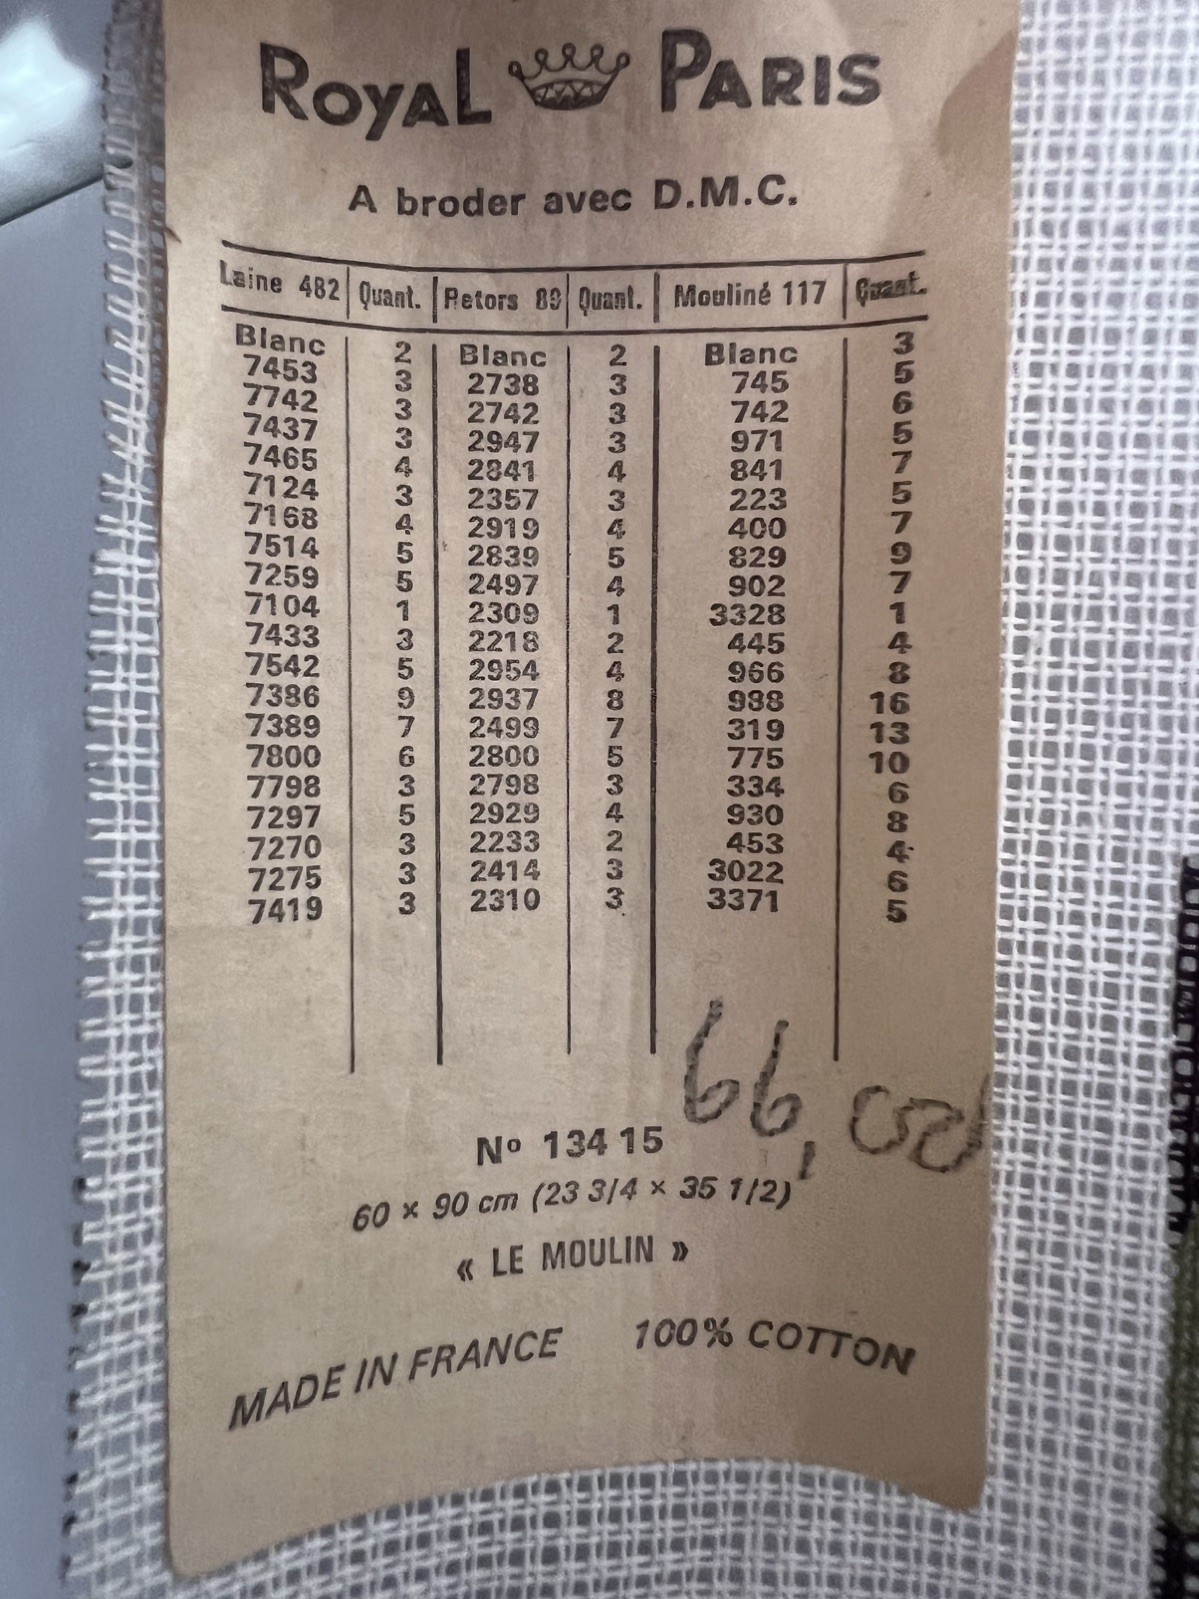 ROYAL PARIS
A broder avec D.M.C.
Laine 482 Quant. Retors 89 Quant. Mouliné 117 Quant.
Blanc 2 Blanc 2 Blanc 3
7453 3 2738 3 745 5
7742 3 2742 3 742 6
7437 3 2947 3 971 5
7465 4 2841 4 841 7
7124 3 2357 3 223 5
7168 4 2919 4 400 7
7514 5 2839 5 829 9
7259 5 2497 4 902 7
7104 1 2309 1 3328 1
7433 3 2218 2 445 4
7542 5 2954 4 966 8
7386 9 2937 8 988 16
7389 7 2499 7 319 13
7800 6 2800 5 775 10
7798 3 2798 3 334 6
7297 5 2929 4 930 8
7270 3 2233 2 453 4
7275 3 2414 3 3022 6
7419 3 2310 3 3371 5
66,00
Nº 134 15
60 × 90 cm (23 3/4 × 35 1/2)
« LE MOULIN »
MADE IN FRANCE 100% COTTON